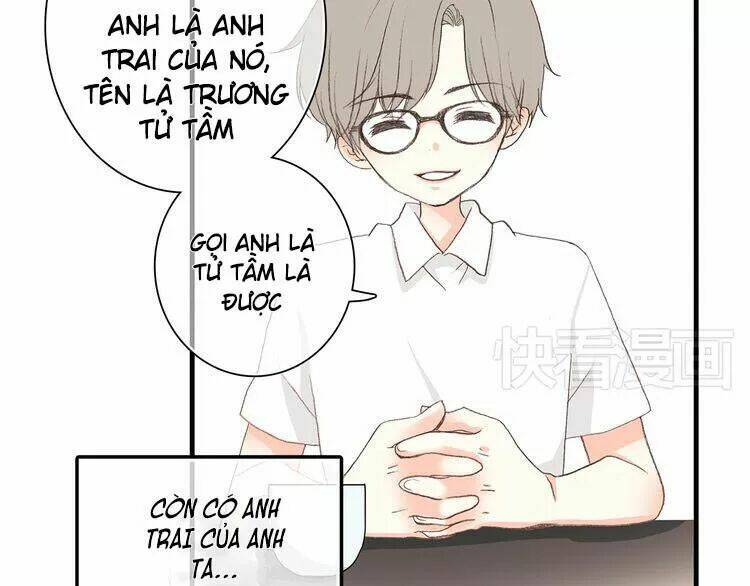 ANH LÀ ANH
TRAI CỦA NÓ,
TÊN LÀ TRƯƠNG
TỬ TẦM
GỌI ANH LÀ
TỬ TẦM LÀ
ĐƯỢC
快看漫画
CÒN CÓ ANH
TRAI CỦA ANH
TA...